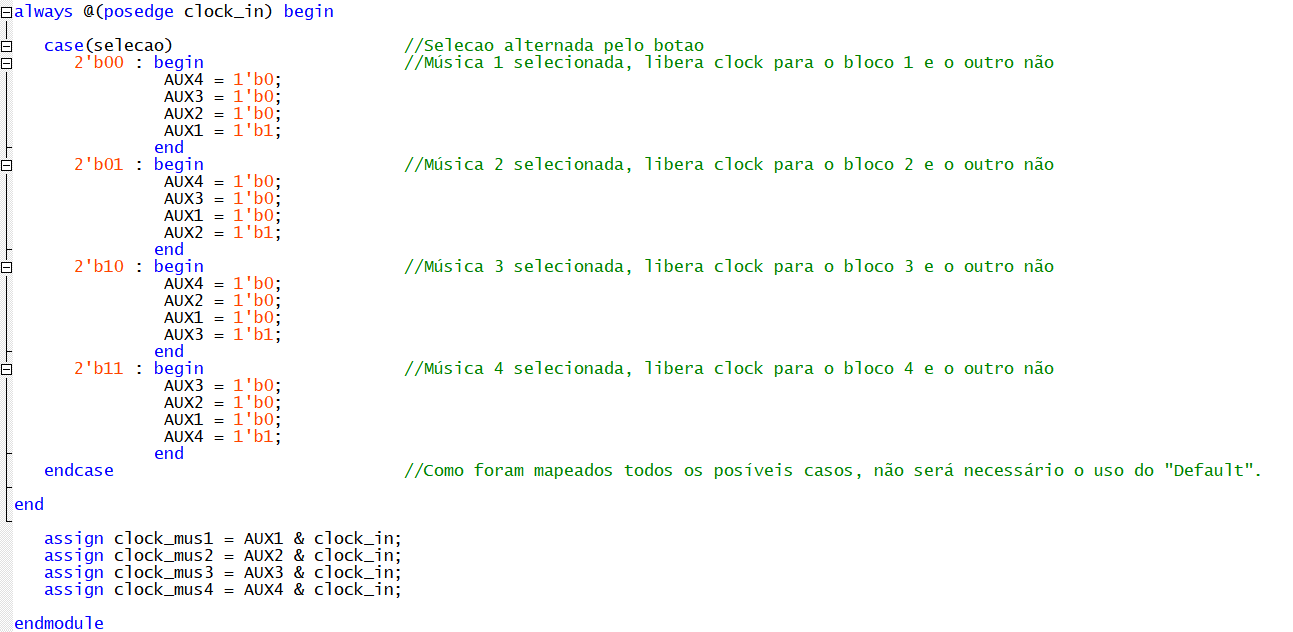 always @(posedge clock_in) begin
case(selecao) //Selecao alternada pelo botao
2'b00 : begin //Música 1 selecionada, libera clock para o bloco 1 e o outro não
AUX4 = 1'b0;
AUX3 = 1'b0;
AUX2 = 1'b0;
AUX1 = 1'b1;
end
2'b01 : begin //Música 2 selecionada, libera clock para o bloco 2 e o outro não
AUX4 = 1'b0;
AUX3 = 1'b0;
AUX1 = 1'b0;
AUX2 = 1'b1;
end
2'b10 : begin //Música 3 selecionada, libera clock para o bloco 3 e o outro não
AUX4 = 1'b0;
AUX2 = 1'b0;
AUX1 = 1'b0;
AUX3 = 1'b1;
end
2'b11 : begin //Música 4 selecionada, libera clock para o bloco 4 e o outro não
AUX3 = 1'b0;
AUX2 = 1'b0;
AUX1 = 1'b0;
AUX4 = 1'b1;
end
endcase //Como foram mapeados todos os posíveis casos, não será necessário o uso do "Default".
end
assign clock_mus1 = AUX1 & clock_in;
assign clock_mus2 = AUX2 & clock_in;
assign clock_mus3 = AUX3 & clock_in;
assign clock_mus4 = AUX4 & clock_in;
endmodule